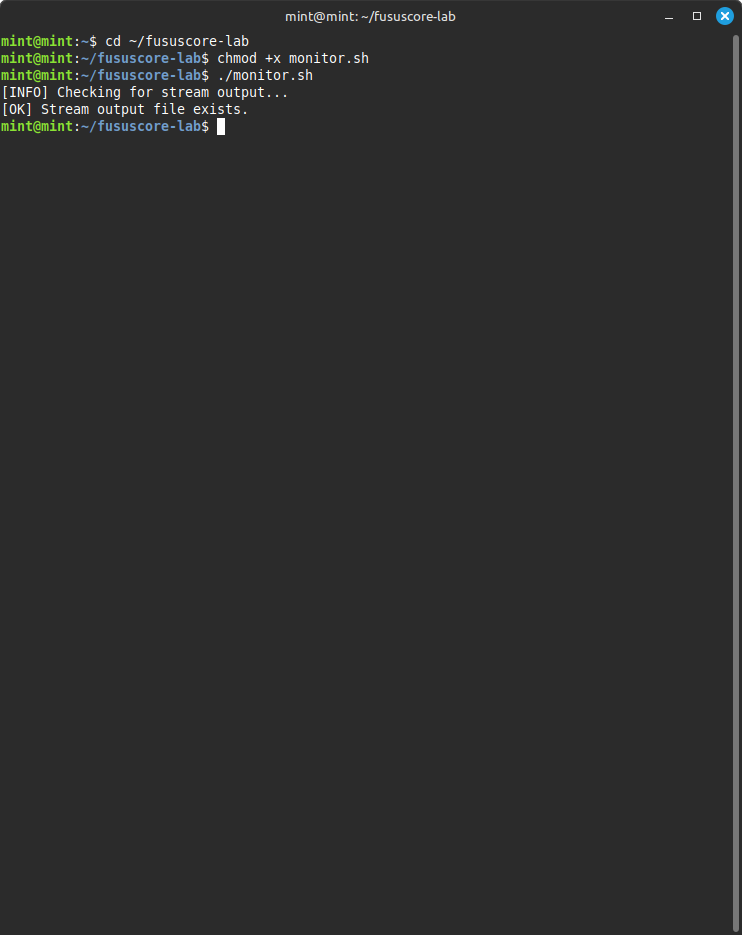 mint@mint: ~/fususcore-lab
mint@mint:~$ cd ~/fususcore-lab
mint@mint:~/fususcore-lab$ chmod +x monitor.sh
mint@mint:~/fususcore-lab$ ./monitor.sh
[INFO] Checking for stream output...
[OK] Stream output file exists.
mint@mint:~/fususcore-lab$